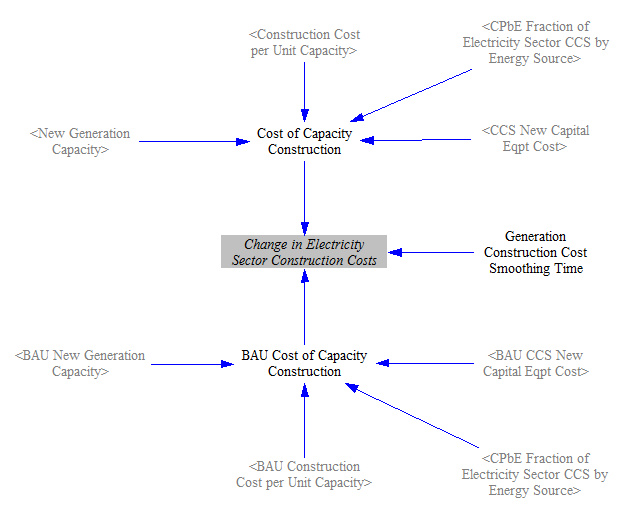 <Construction Cost
per Unit Capacity>
<CPbE Fraction of
Electricity Sector CCS by
Energy Source>
<New Generation
Capacity>
Cost of Capacity
Construction
<CCS New Capital
Eqpt Cost>
Change in Electricity
Sector Construction Costs
Generation
Construction Cost
Smoothing Time
<BAU New Generation
Capacity>
BAU Cost of Capacity
Construction
<BAU CCS New
Capital Eqpt Cost>
<BAU Construction
Cost per Unit Capacity>
<CPbE Fraction of
Electricity Sector CCS by
Energy Source>